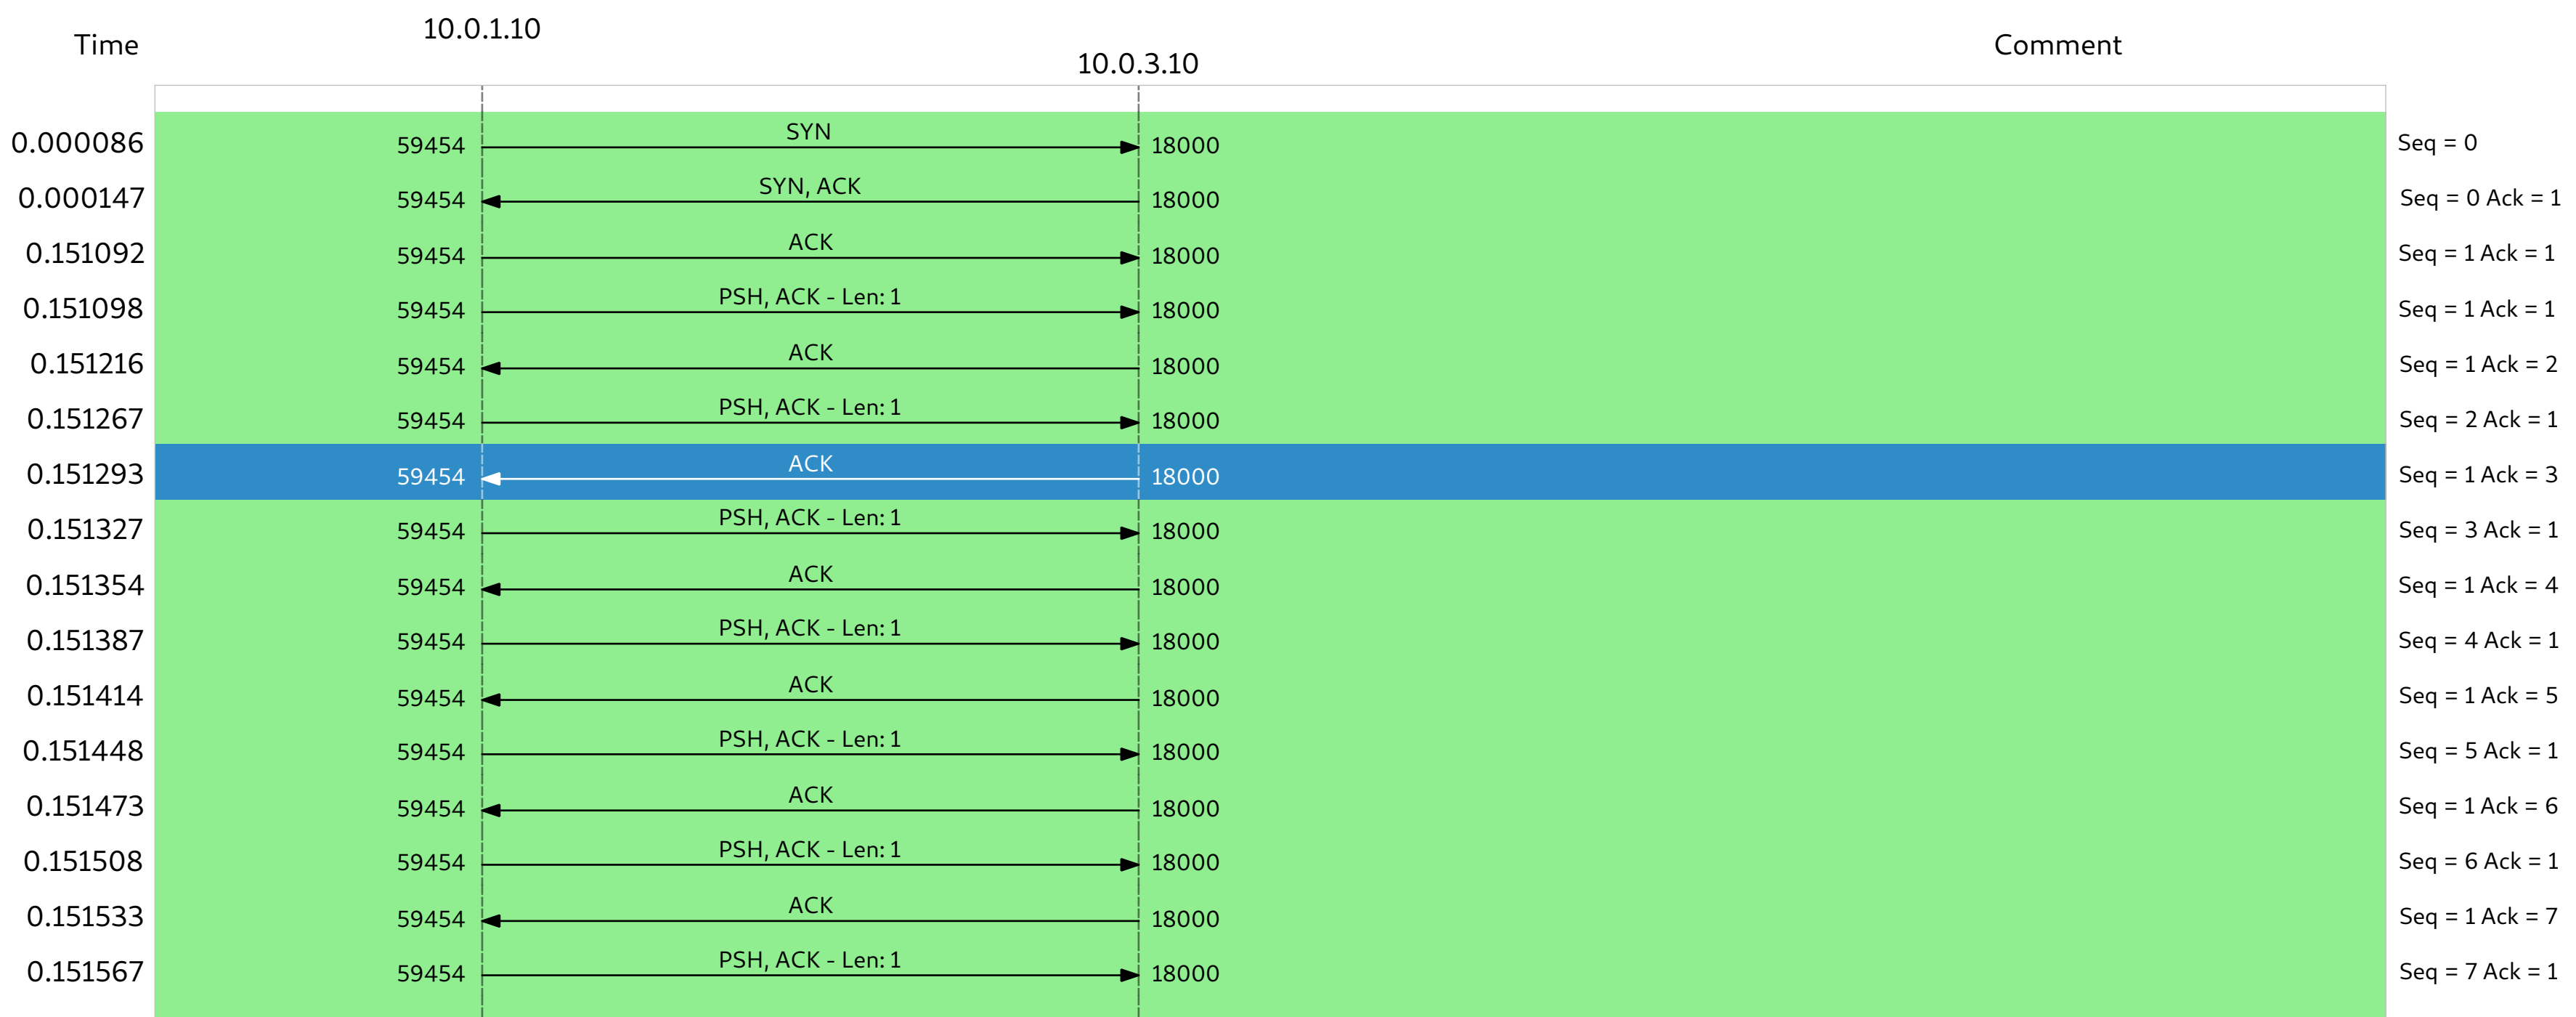 10.0.1.10
Time Comment
10.0.3.10
SYN
0.000086 59454 18000 Seq = 0
SYN, ACK
0.000147 59454 18000 Seq = 0 Ack = 1
ACK
0.151092 59454 18000 Seq = 1 Ack = 1
PSH, ACK - Len: 1
0.151098 59454 18000 Seq = 1 Ack = 1
ACK
0.151216 59454 18000 Seq = 1 Ack = 2
PSH, ACK - Len: 1
0.151267 59454 18000 Seq = 2 Ack = 1
ACK
0.151293 59454 18000 Seq = 1 Ack = 3
PSH, ACK - Len: 1
0.151327 59454 18000 Seq = 3 Ack = 1
ACK
0.151354 59454 18000 Seq = 1 Ack = 4
PSH, ACK - Len: 1
0.151387 59454 18000 Seq = 4 Ack = 1
ACK
0.151414 59454 18000 Seq = 1 Ack = 5
PSH, ACK - Len: 1
0.151448 59454 18000 Seq = 5 Ack = 1
ACK
0.151473 59454 18000 Seq = 1 Ack = 6
PSH, ACK - Len: 1
0.151508 59454 18000 Seq = 6 Ack = 1
ACK
0.151533 59454 18000 Seq = 1 Ack = 7
PSH, ACK - Len: 1
0.151567 59454 18000 Seq = 7 Ack = 1